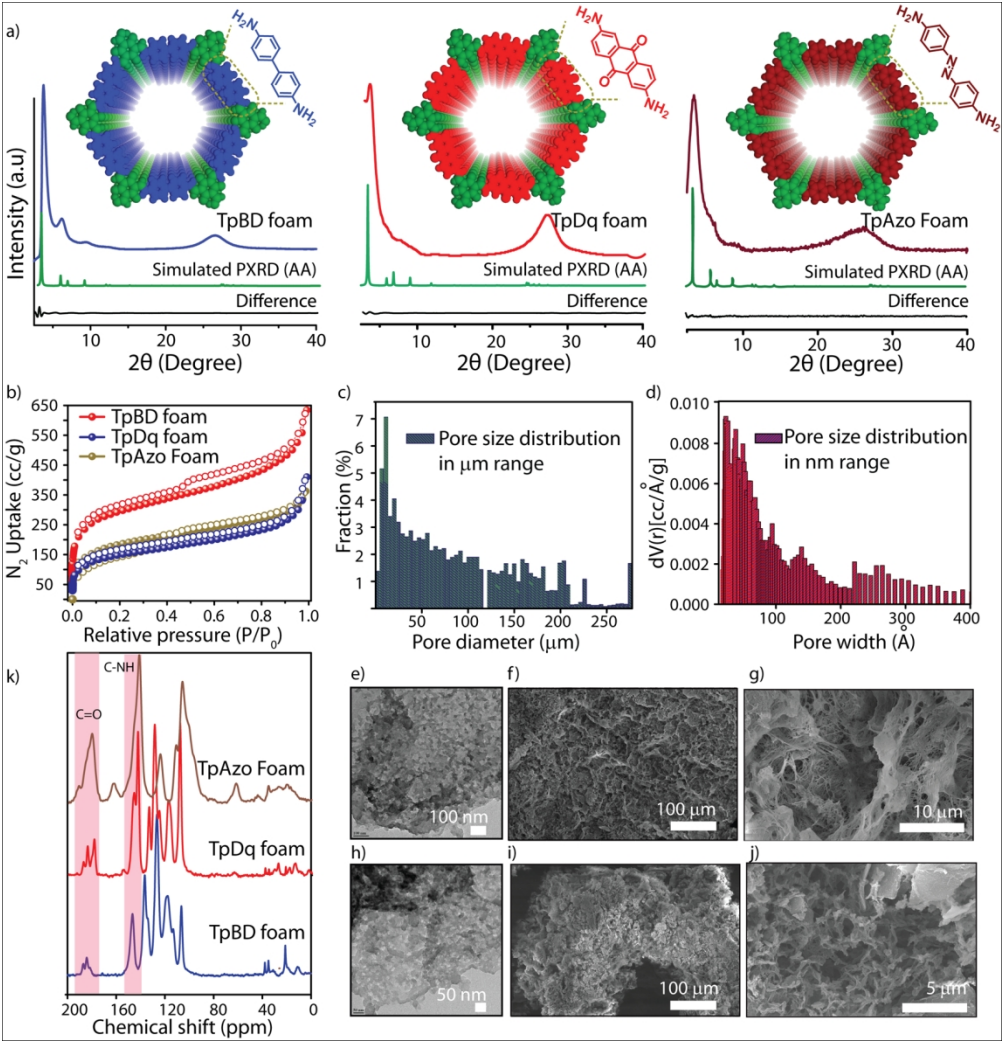 a)
H₂N
NH₂
H₂N
O
O
NH₂
H₂N
N
N
NH₂
Intensity (a.u)
TpBD foam
Simulated PXRD (AA)
Difference
10 20 30 40
2θ (Degree)
TpDq foam
Simulated PXRD (AA)
Difference
10 20 30 40
2θ (Degree)
TpAzo Foam
Simulated PXRD (AA)
Difference
10 20 30 40
2θ (Degree)
b)
N₂ Uptake (cc/g)
650
550
450
350
250
150
50
TpBD foam
TpDq foam
TpAzo Foam
0.0 0.2 0.4 0.6 0.8 1.0
Relative pressure (P/P₀)
c)
Fraction (%)
7
6
5
4
3
2
1
0
Pore size distribution
in μm range
50 100 150 200 250
Pore diameter (μm)
d)
dV(r)[cc/Å/g]
0.010
0.008
0.006
0.004
0.002
0.000
Pore size distribution
in nm range
100 200 300 400
Pore width (Å)
k)
C=O
C-NH
TpAzo Foam
TpDq foam
TpBD foam
200 160 120 80 40 0
Chemical shift (ppm)
e)
100 nm
f)
100 μm
g)
10 μm
h)
50 nm
i)
100 μm
j)
5 μm